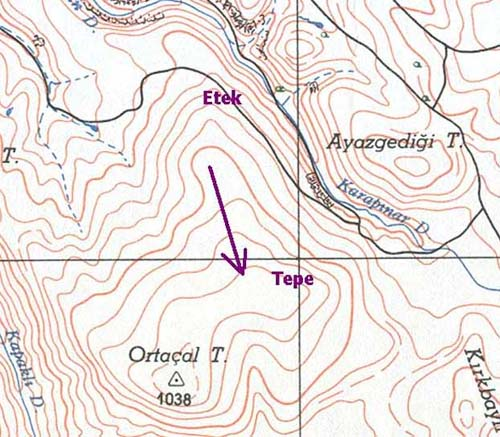 D.
Etek
Ayazgediği T.
T.
Karapınar D
Tepe
Kapaklı D.
Ortaçal T.
1038
Kırkbay